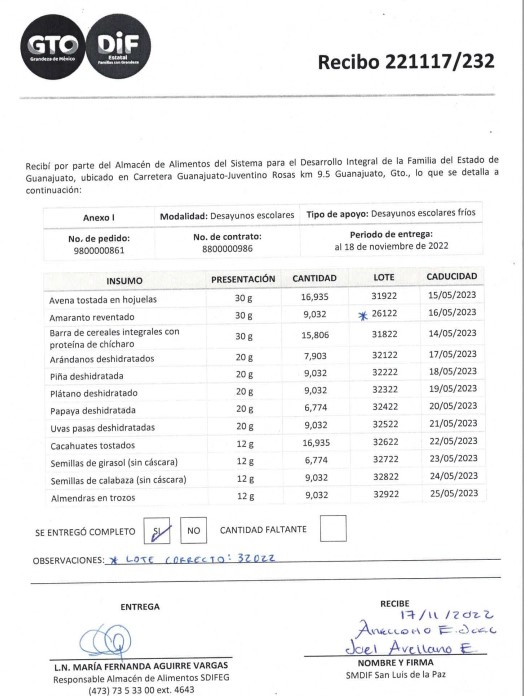 GTO
Grandeza de México
DiF
Estatal
Familias con Grandeza
Recibo 221117/232
Recibí por parte del Almacén de Alimentos del Sistema para el Desarrollo Integral de la Familia del Estado de
Guanajuato, ubicado en Carretera Guanajuato-Juventino Rosas km 9.5 Guanajuato, Gto., lo que se detalla a
continuación:
Anexo I Modalidad: Desayunos escolares Tipo de apoyo: Desayunos escolares fríos
No. de pedido: No. de contrato: Periodo de entrega:
9800000861 8800000986 al 18 de noviembre de 2022
INSUMO PRESENTACIÓN CANTIDAD LOTE CADUCIDAD
Avena tostada en hojuelas 30 g 16,935 31922 15/05/2023
Amaranto reventado 30 g 9,032 * 26122 16/05/2023
Barra de cereales integrales con
proteína de chícharo 30 g 15,806 31822 14/05/2023
Arándanos deshidratados 20 g 7,903 32122 17/05/2023
Piña deshidratada 20 g 9,032 32222 18/05/2023
Plátano deshidratado 20 g 9,032 32322 19/05/2023
Papaya deshidratada 20 g 6,774 32422 20/05/2023
Uvas pasas deshidratadas 20 g 9,032 32522 21/05/2023
Cacahuates tostados 12 g 16,935 32622 22/05/2023
Semillas de girasol (sin cáscara) 12 g 6,774 32722 23/05/2023
Semillas de calabaza (sin cáscara) 12 g 9,032 32822 24/05/2023
Almendras en trozos 12 g 9,032 32922 25/05/2023
SE ENTREGÓ COMPLETO SI NO CANTIDAD FALTANTE
OBSERVACIONES: * LOTE CORRECTO: 32022
ENTREGA RECIBE
17/11/2022
Arellano E. Joel
Joel Arellano E
L.N. MARÍA FERNANDA AGUIRRE VARGAS NOMBRE Y FIRMA
Responsable Almacén de Alimentos SDIFEG SMDIF San Luis de la Paz
(473) 73 5 33 00 ext. 4643